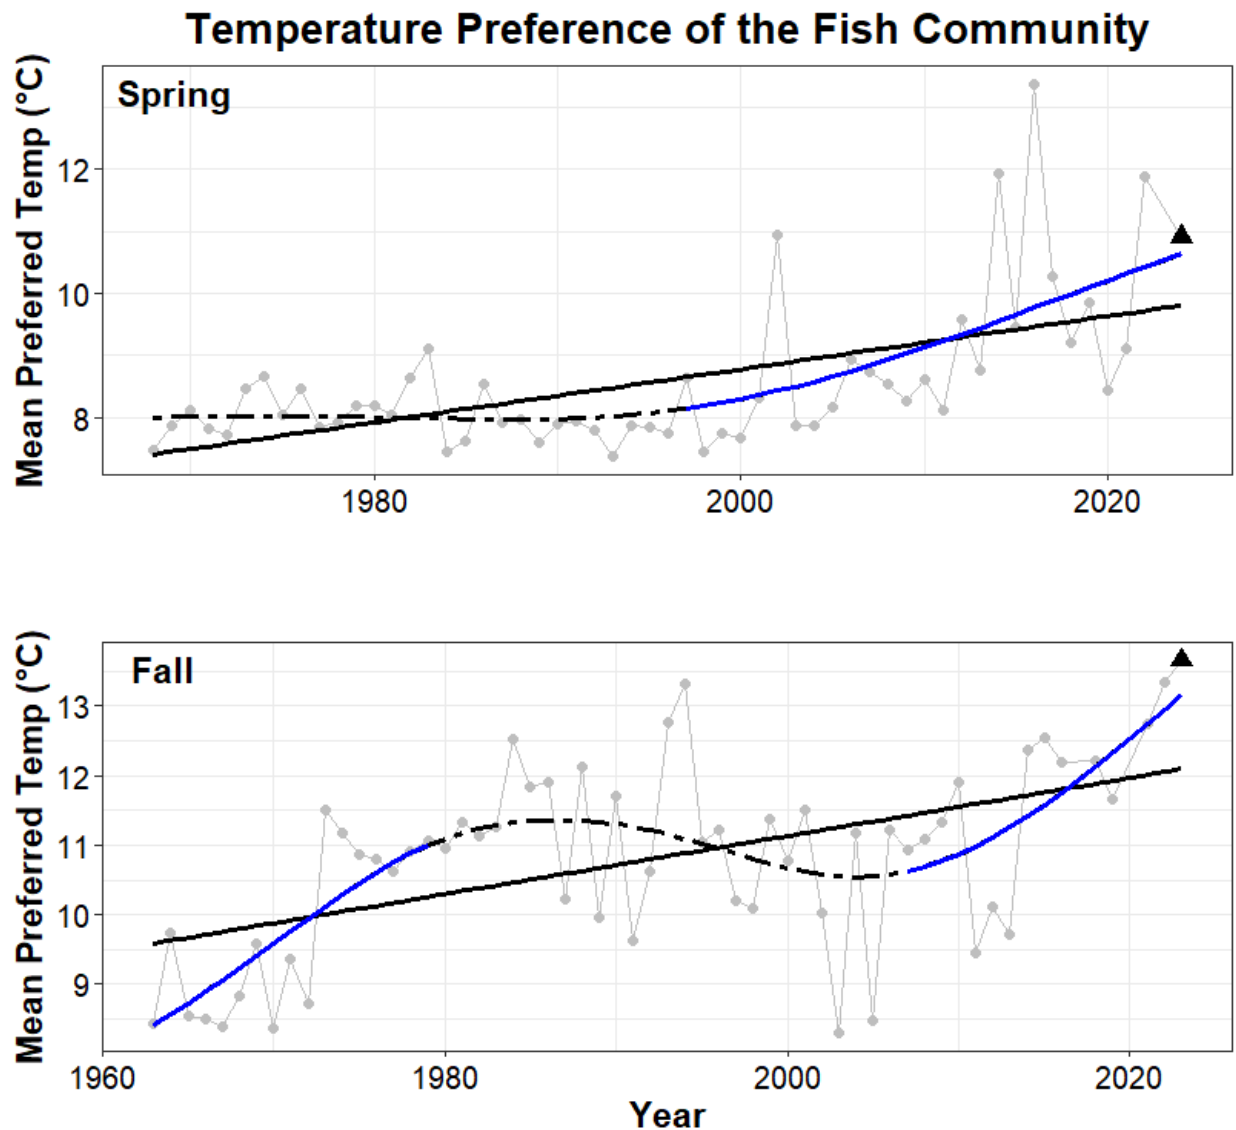 Temperature Preference of the Fish Community
Mean Preferred Temp (°C)
Spring
12
10
8
1980 2000 2020
Mean Preferred Temp (°C)
Fall
13
12
11
10
9
1960 1980 2000 2020
Year